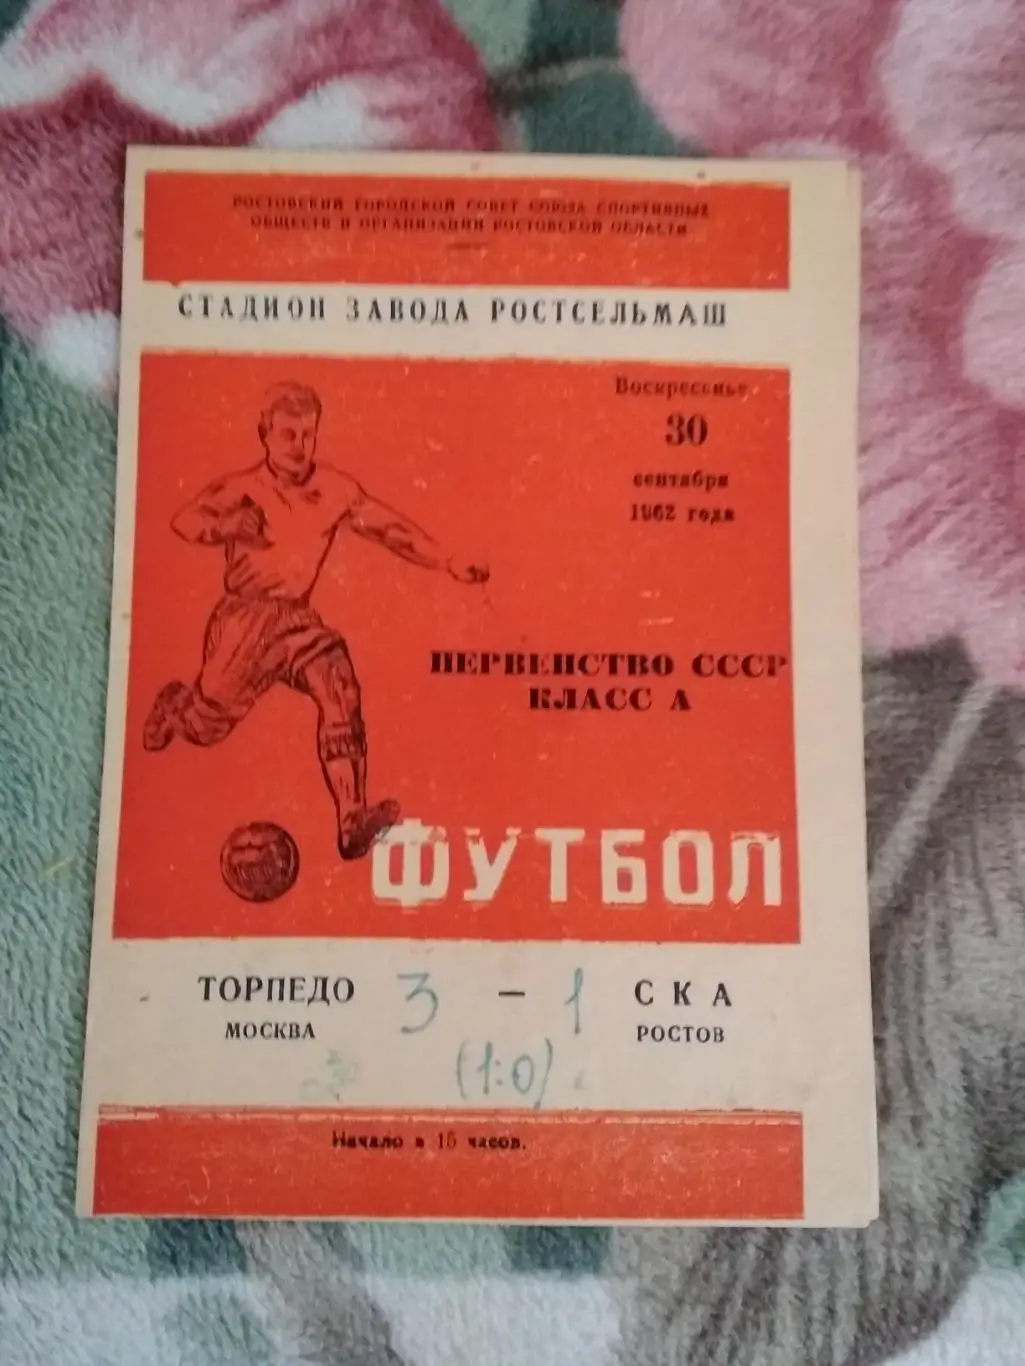 РОСТОВСКИЙ ГОРОДСКОЙ СОВЕТ СОЮЗА СПОРТИВНЫХ
ОБЩЕСТВ И ОРГАНИЗАЦИЙ РОСТОВСКОЙ ОБЛАСТИ
СТАДИОН ЗАВОДА РОСТСЕЛЬМАШ
Воскресенье
30
сентября
1962 года
ПЕРВЕНСТВО СССР
КЛАСС А
ФУТБОЛ
ТОРПЕДО 3 – 1 СКА
МОСКВА РОСТОВ
(1:0)
Начало в 15 часов.